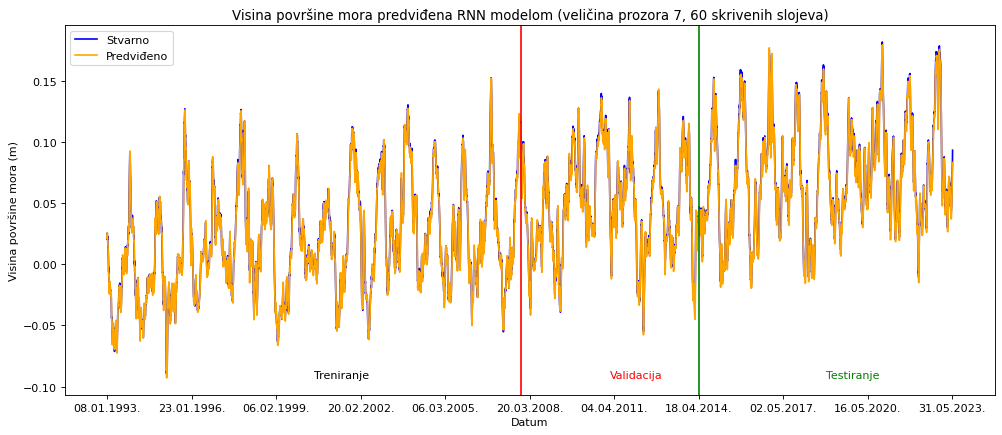 Visina površine mora predviđena RNN modelom (veličina prozora 7, 60 skrivenih slojeva)
Stvarno
Predviđeno
Visina površine mora (m)
0.15
0.10
0.05
0.00
−0.05
−0.10
Treniranje
Validacija
Testiranje
08.01.1993.
23.01.1996.
06.02.1999.
20.02.2002.
06.03.2005.
20.03.2008.
04.04.2011.
18.04.2014.
02.05.2017.
16.05.2020.
31.05.2023.
Datum